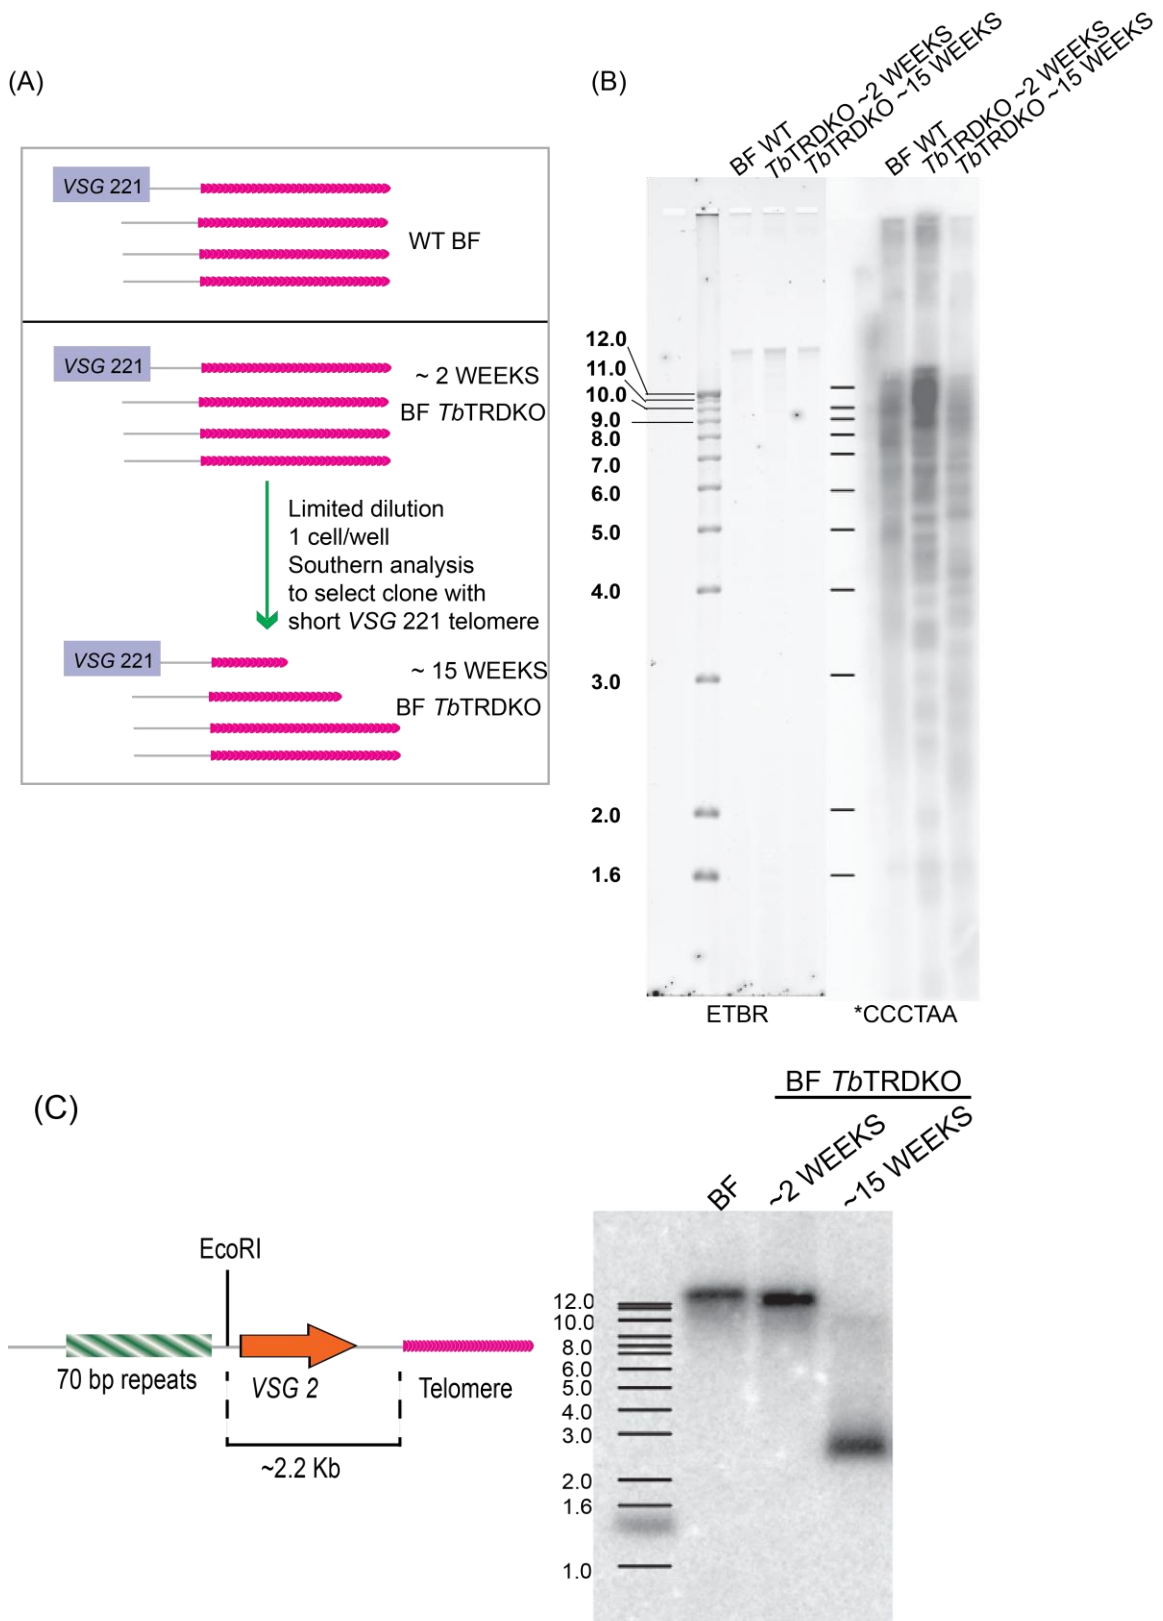 (A)
VSG 221
WT BF
VSG 221
~ 2 WEEKS
BF TbTRDKO
Limited dilution
1 cell/well
Southern analysis
to select clone with
short VSG 221 telomere
VSG 221
~ 15 WEEKS
BF TbTRDKO
(B)
BF WT
TbTRDKO ~2 WEEKS
TbTRDKO ~15 WEEKS
BF WT
TbTRDKO ~2 WEEKS
TbTRDKO ~15 WEEKS
12.0
11.0
10.0
9.0
8.0
7.0
6.0
5.0
4.0
3.0
2.0
1.6
ETBR
*CCCTAA
(C)
EcoRI
70 bp repeats
VSG 2
Telomere
~2.2 Kb
BF TbTRDKO
BF
~2 WEEKS
~15 WEEKS
12.0
10.0
8.0
6.0
5.0
4.0
3.0
2.0
1.6
1.0